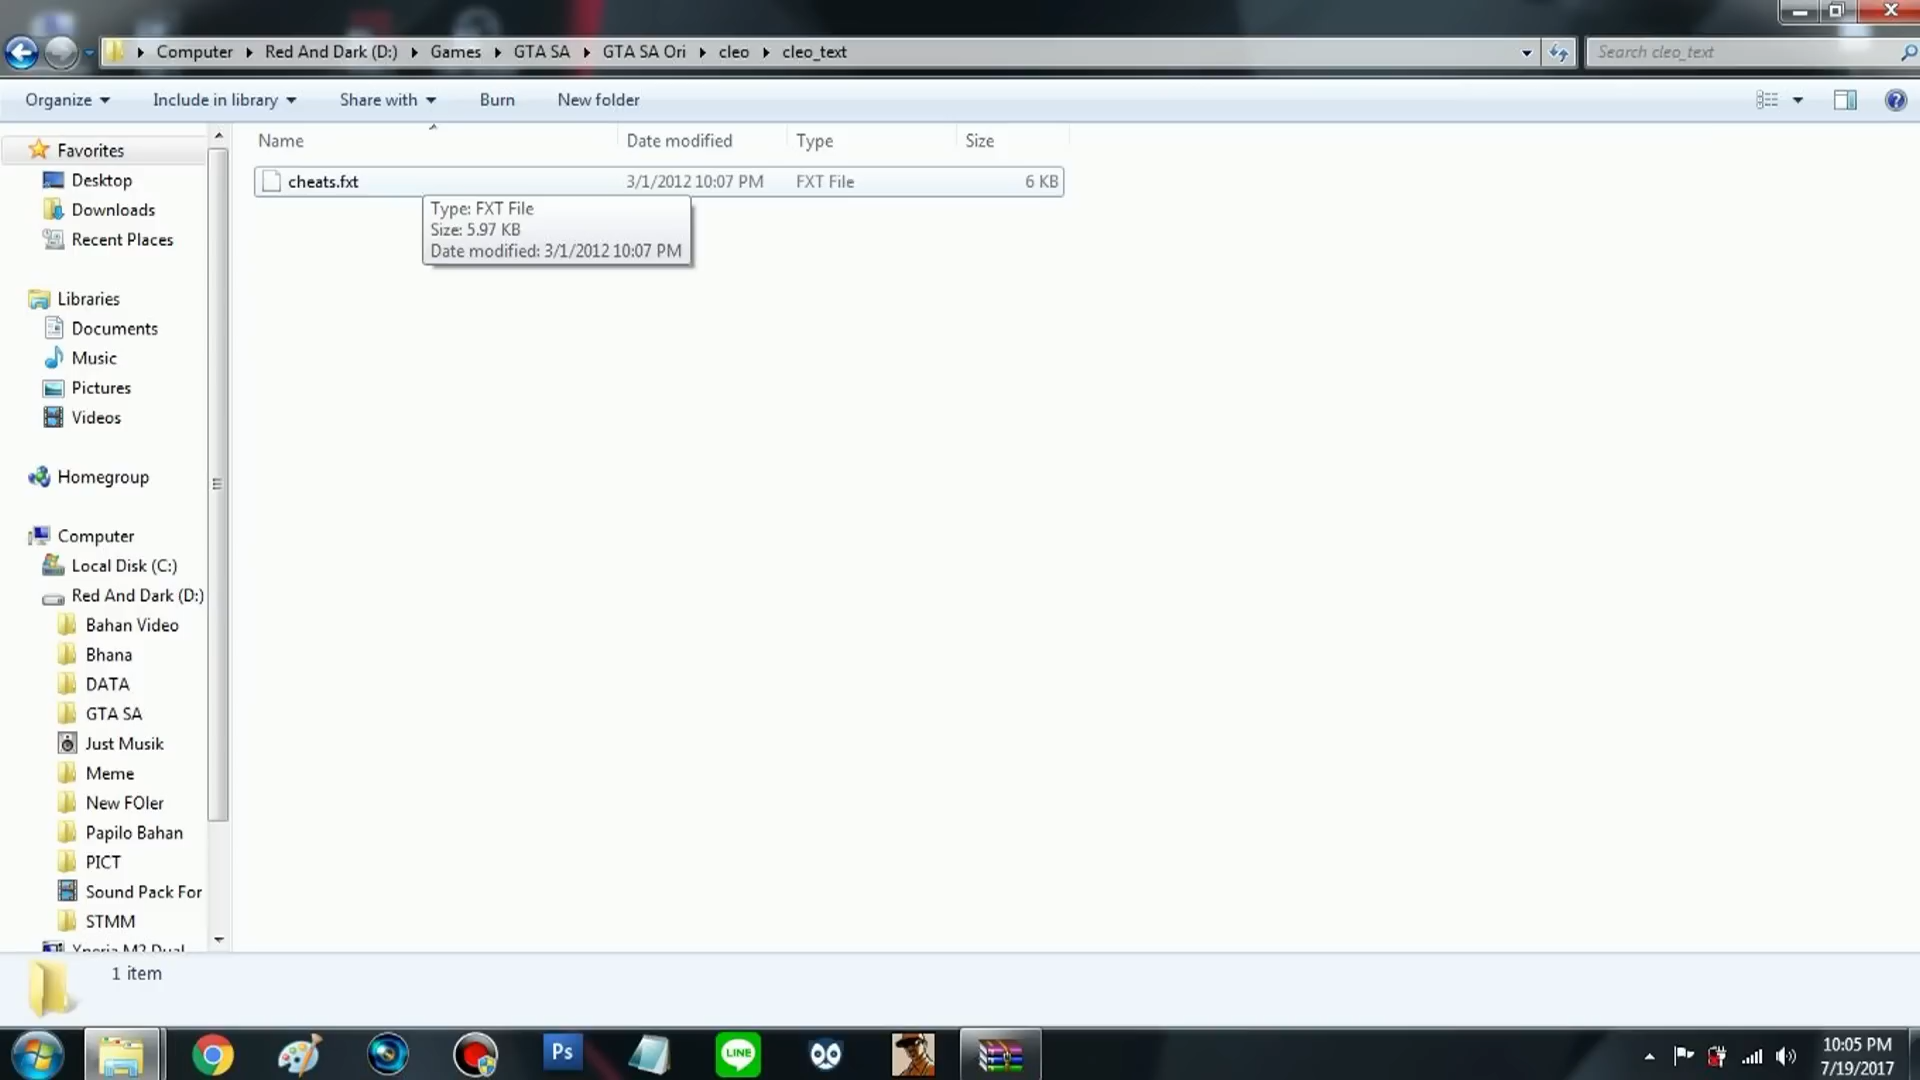 Computer Red And Dark (D:) Games GTA SA GTA SA Ori cleo cleo_text Search cleo_text
Organize Include in library Share with Burn New folder
Name Date modified Type Size
cheats.fxt 3/1/2012 10:07 PM FXT File 6 KB
Type: FXT File
Size: 5.97 KB
Date modified: 3/1/2012 10:07 PM
Favorites
Desktop
Downloads
Recent Places
Libraries
Documents
Music
Pictures
Videos
Homegroup
Computer
Local Disk (C:)
Red And Dark (D:)
Bahan Video
Bhana
DATA
GTA SA
Just Musik
Meme
New FOler
Papilo Bahan
PICT
Sound Pack For
STMM
Xperia M2 Dual
1 item
Ps
LINE
10:05 PM
7/19/2017